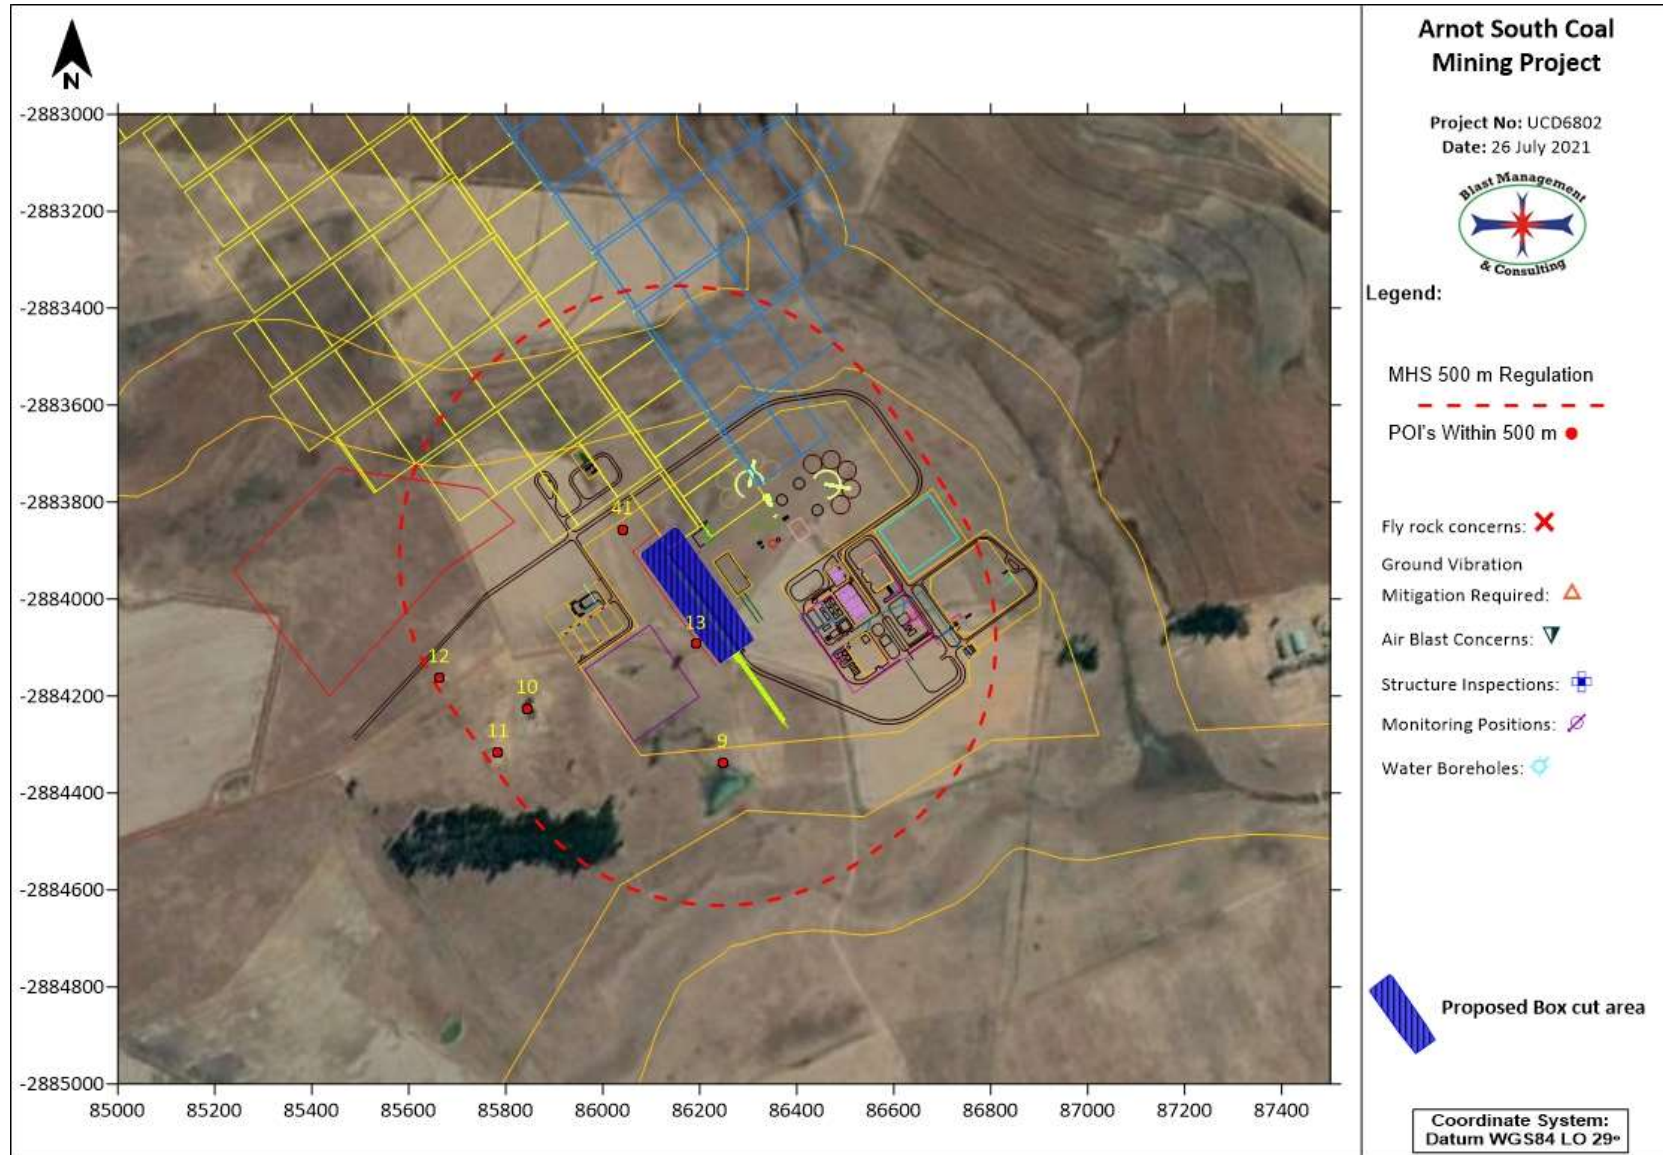 N
-2883000
-2883200
-2883400
-2883600
-2883800
-2884000
-2884200
-2884400
-2884600
-2884800
-2885000
85000 85200 85400 85600 85800 86000 86200 86400 86600 86800 87000 87200 87400
41
13
12
10
11
9
Arnot South Coal
Mining Project
Project No: UCD6802
Date: 26 July 2021
Blast Management
& Consulting
Legend:
MHS 500 m Regulation
POI's Within 500 m
Fly rock concerns:
Ground Vibration
Mitigation Required:
Air Blast Concerns:
Structure Inspections:
Monitoring Positions:
Water Boreholes:
Proposed Box cut area
Coordinate System:
Datum WGS84 LO 29°